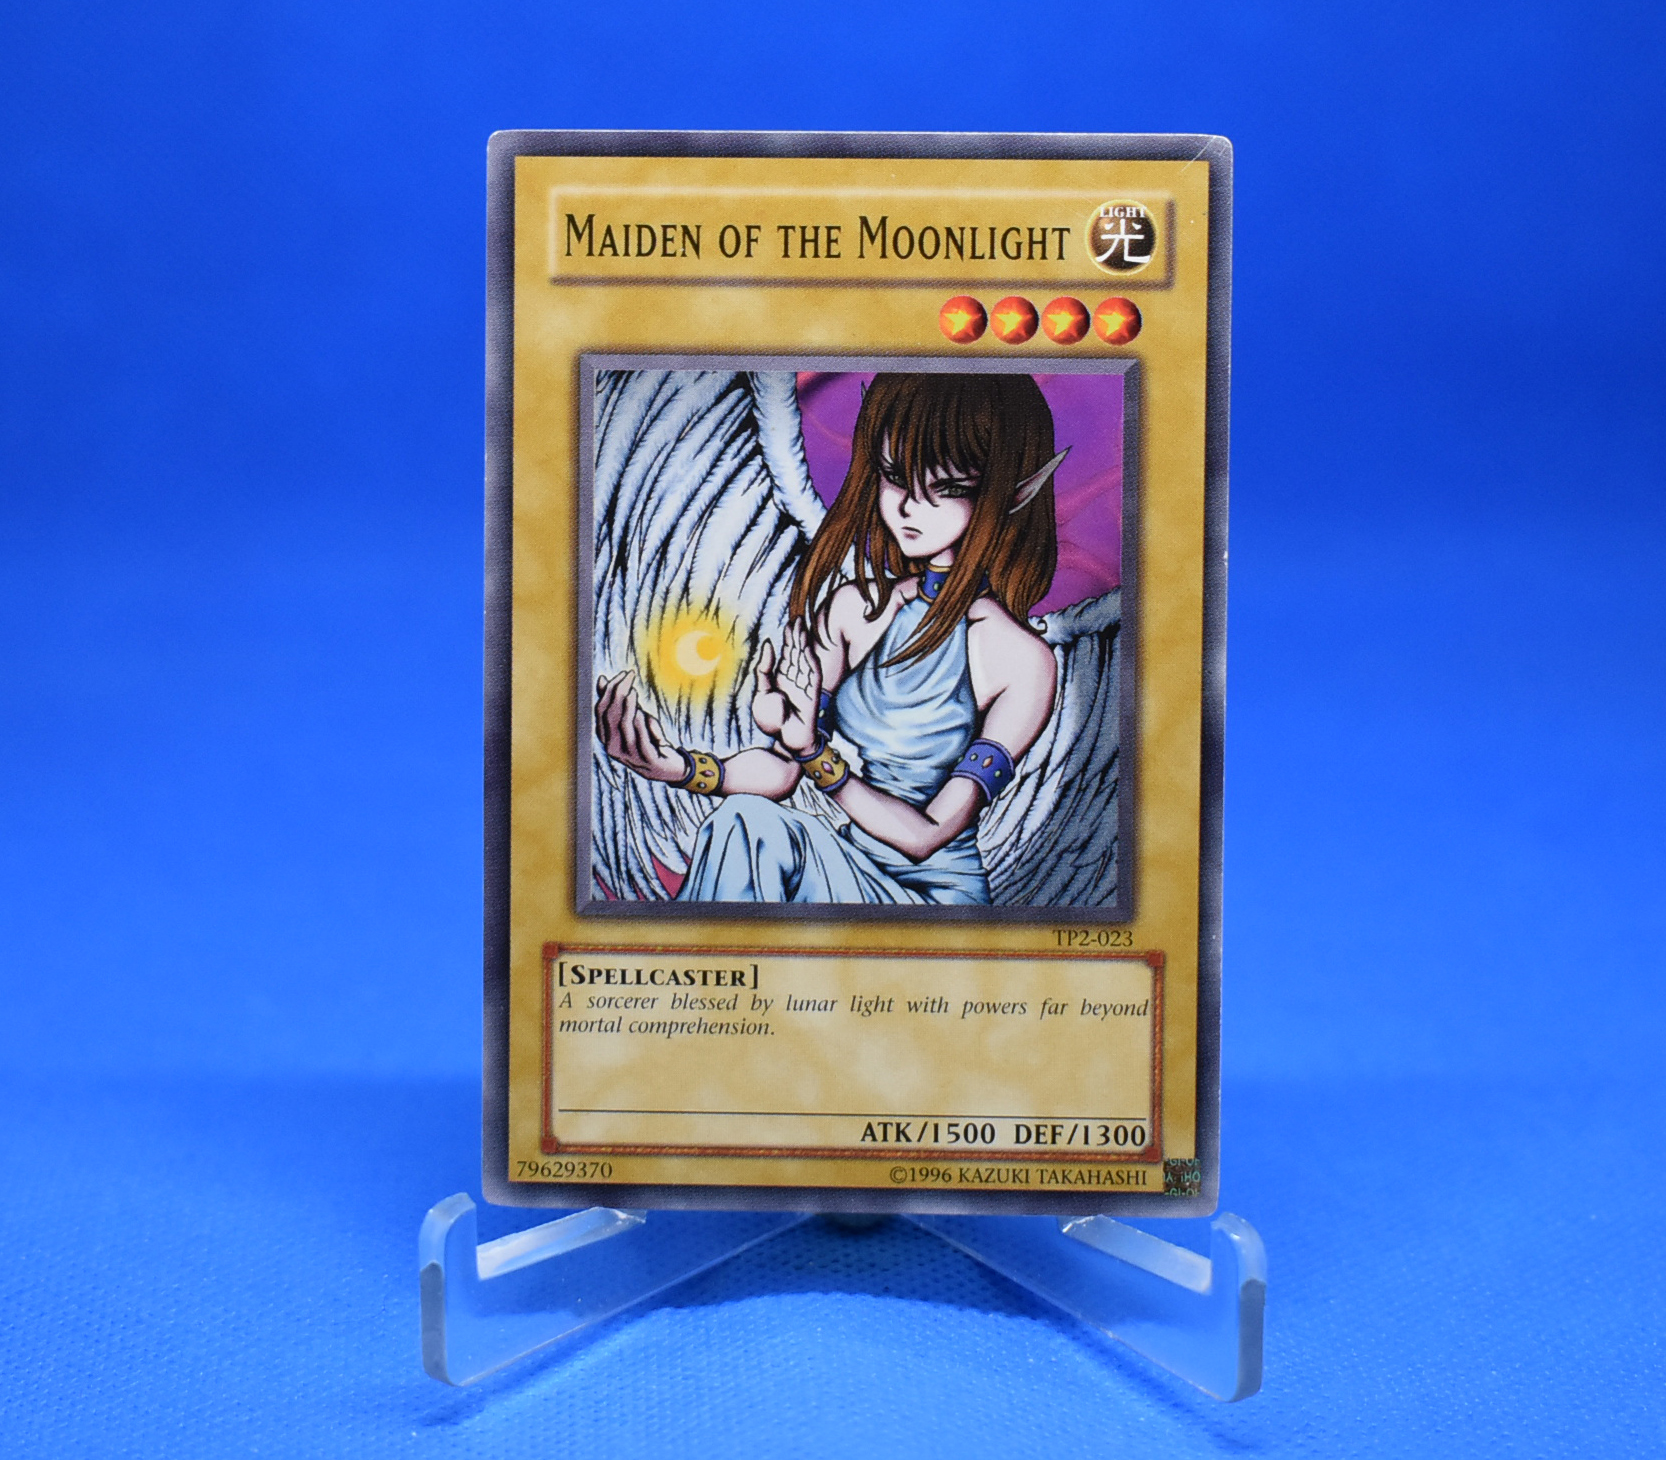 MAIDEN OF THE MOONLIGHT
LIGHT
光
TP2-023
[SPELLCASTER]
A sorcerer blessed by lunar light with powers far beyond
mortal comprehension.
ATK/1500 DEF/1300
79629370
©1996 KAZUKI TAKAHASHI